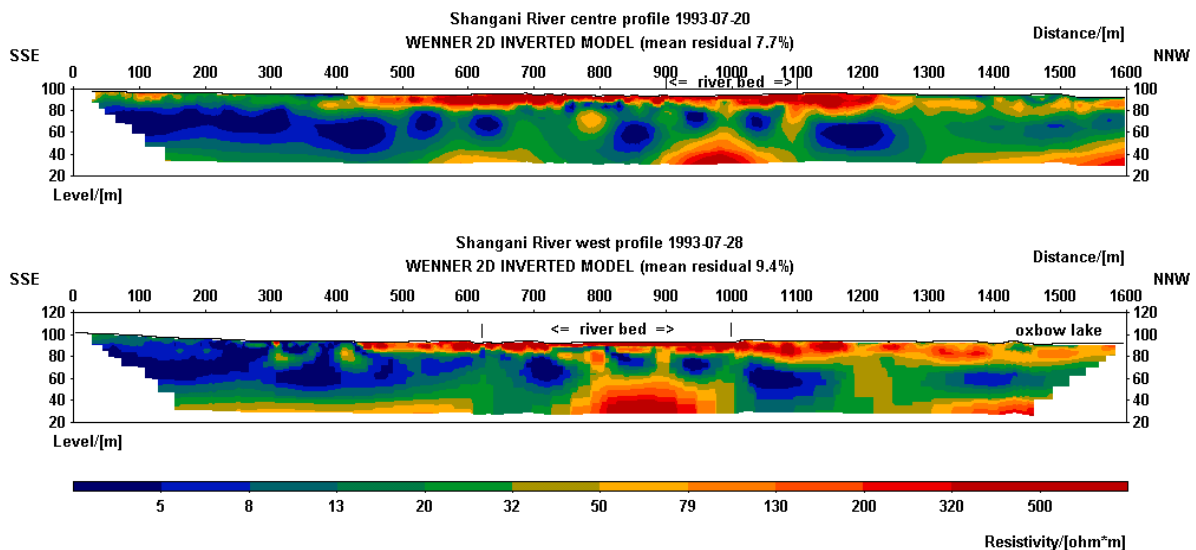 Shangani River centre profile 1993-07-20
WENNER 2D INVERTED MODEL (mean residual 7.7%)
Distance/[m]
SSE
NNW
0 100 200 300 400 500 600 700 800 900 1000 1100 1200 1300 1400 1500 1600
<= river bed =>
100 100
80 80
60 60
40 40
20 20
Level/[m]
Shangani River west profile 1993-07-28
WENNER 2D INVERTED MODEL (mean residual 9.4%)
Distance/[m]
SSE
NNW
0 100 200 300 400 500 600 700 800 900 1000 1100 1200 1300 1400 1500 1600
120 120
| <= river bed => | oxbow lake
100 100
80 80
60 60
40 40
20 20
Level/[m]
5 8 13 20 32 50 79 130 200 320 500
Resistivity/[ohm*m]